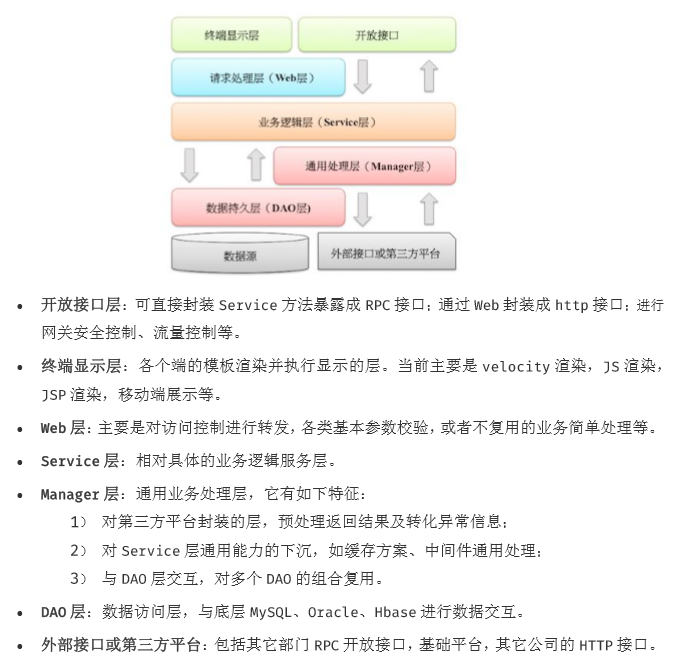 终端显示层
开放接口
请求处理层（Web层）
业务逻辑层（Service层）
通用处理层（Manager层）
数据持久层（DAO层)
数据源
外部接口或第三方平台
• 开放接口层：可直接封装 Service 方法暴露成 RPC 接口；通过 Web 封装成 http 接口；进行
网关安全控制、流量控制等。
• 终端显示层：各个端的模板渲染并执行显示的层。当前主要是 velocity 渲染，JS 渲染，
JSP 渲染，移动端展示等。
• Web 层：主要是对访问控制进行转发，各类基本参数校验，或者不复用的业务简单处理等。
• Service 层：相对具体的业务逻辑服务层。
• Manager 层：通用业务处理层，它有如下特征：
1） 对第三方平台封装的层，预处理返回结果及转化异常信息；
2） 对 Service 层通用能力的下沉，如缓存方案、中间件通用处理；
3） 与 DAO 层交互，对多个 DAO 的组合复用。
• DAO 层：数据访问层，与底层 MySQL、Oracle、Hbase 进行数据交互。
• 外部接口或第三方平台：包括其它部门 RPC 开放接口，基础平台，其它公司的 HTTP 接口。